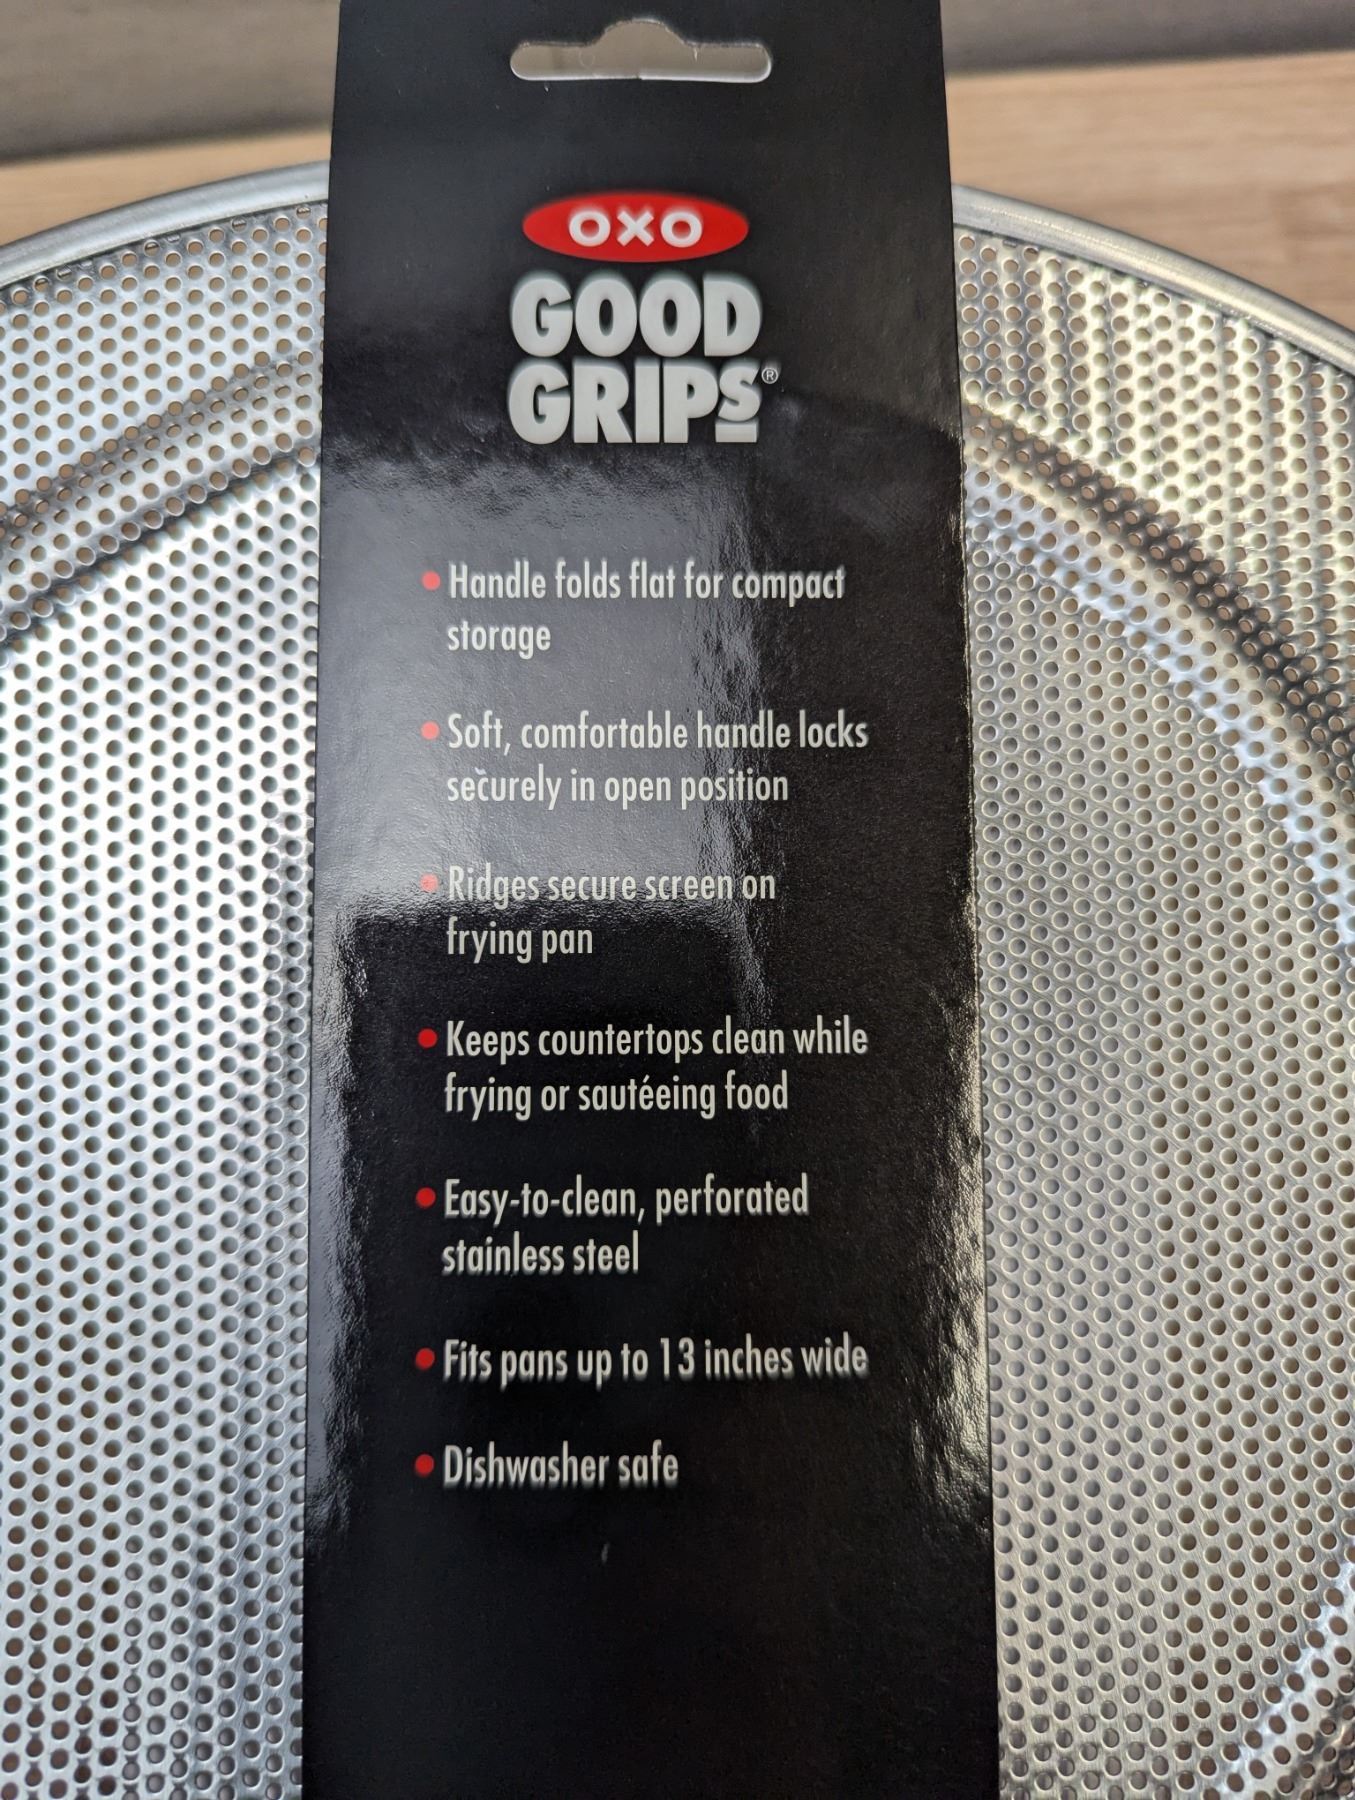 OXO
GOOD
GRIPS®
• Handle folds flat for compact
storage
• Soft, comfortable handle locks
securely in open position
• Ridges secure screen on
frying pan
• Keeps countertops clean while
frying or sautéeing food
• Easy-to-clean, perforated
stainless steel
• Fits pans up to 13 inches wide
• Dishwasher safe